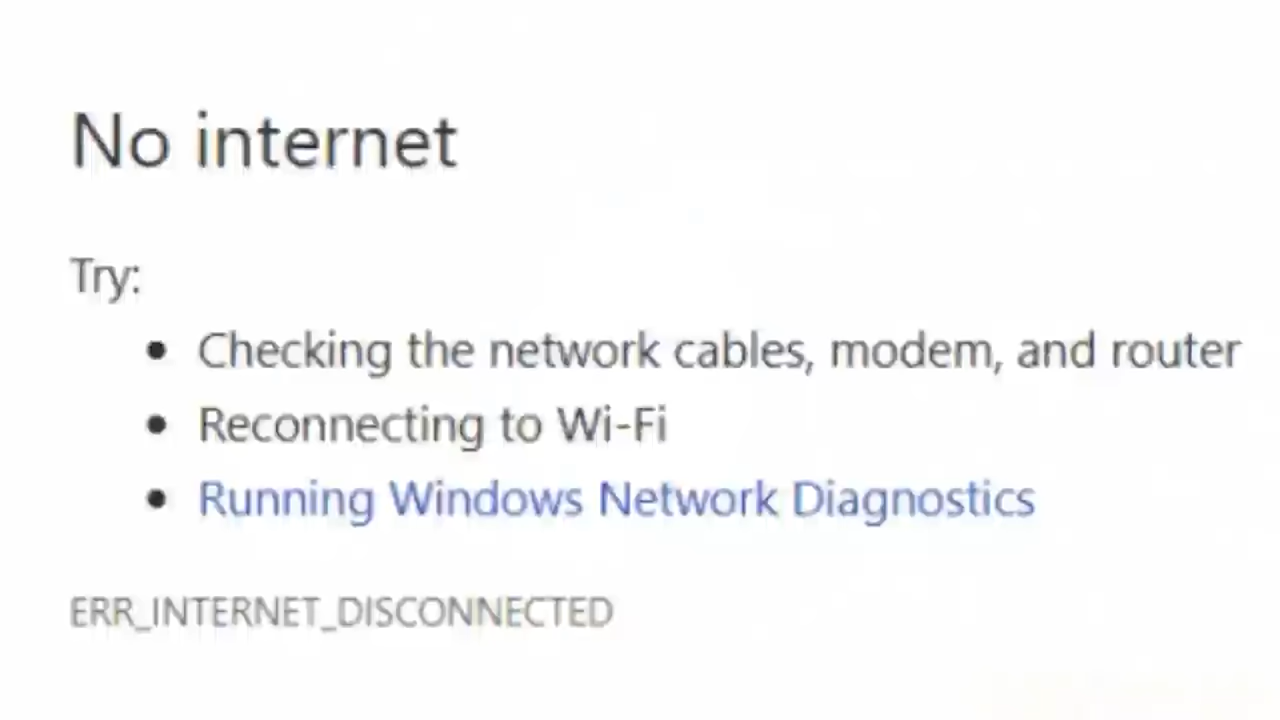 No internet
Try:
• Checking the network cables, modem, and router
• Reconnecting to Wi-Fi
• Running Windows Network Diagnostics
ERR_INTERNET_DISCONNECTED